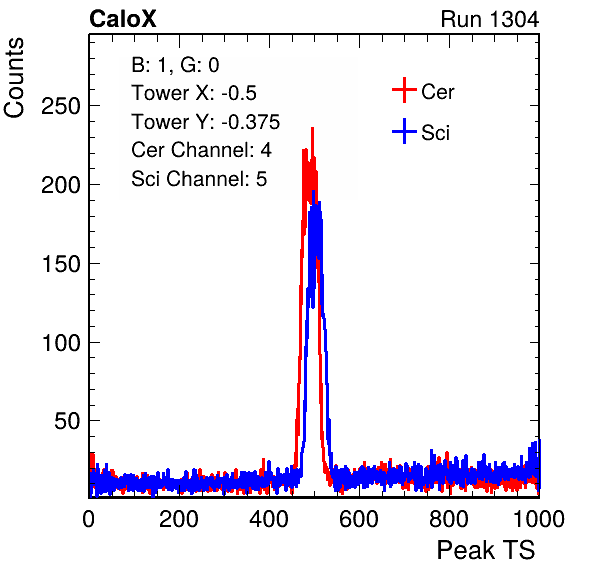 CaloX Run 1304
Counts
B: 1, G: 0
Tower X: -0.5
Tower Y: -0.375
Cer Channel: 4
Sci Channel: 5
Cer
Sci
250
200
150
100
50
0 200 400 600 800 1000
Peak TS